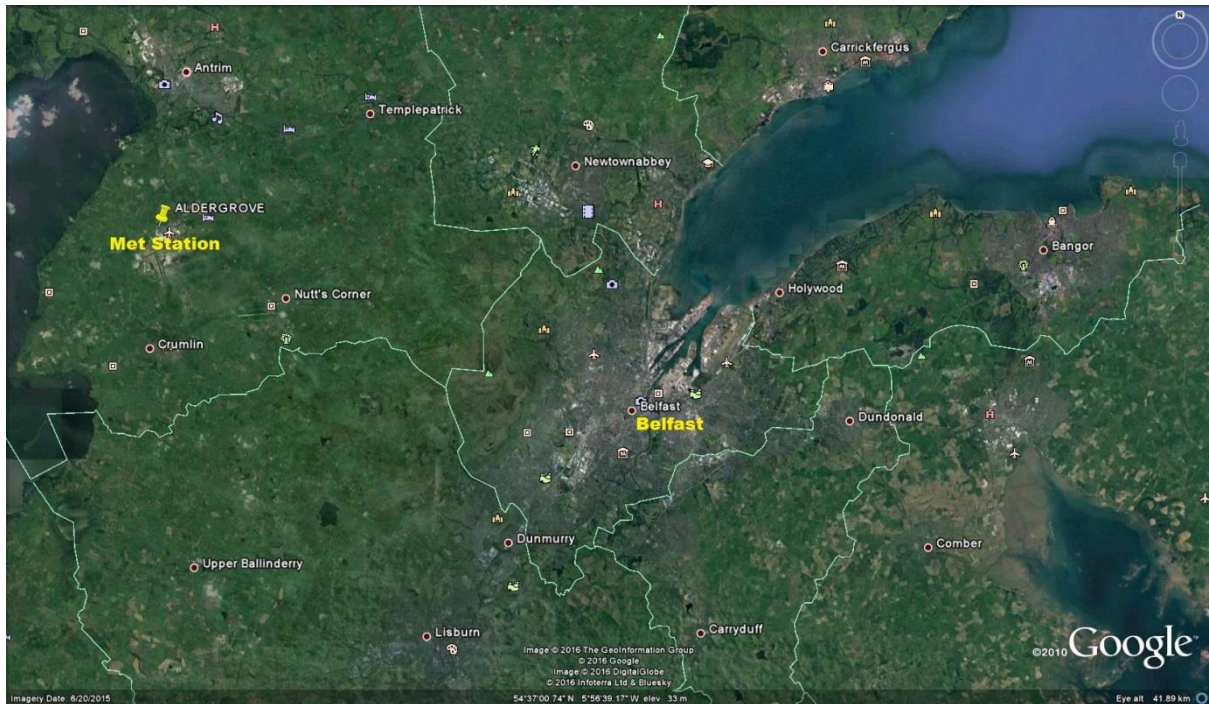 N
Carrickfergus
Antrim
Templepatrick
Newtownabbey
ALDERGROVE
Met Station
Bangor
Holywood
Nutt's Corner
Crumlin
Belfast
Belfast
Dundonald
Dunmurry
Comber
Upper Ballinderry
Lisburn
Carryduff
Image © 2016 The GeoInformation Group
© 2016 Google
Image © 2016 DigitalGlobe
© 2016 Infoterra Ltd & Bluesky
©2010 Google™
Imagery Date: 6/20/2015
54°37'00.74" N 5°56'39.17" W elev 33 m
Eye alt 41.89 km